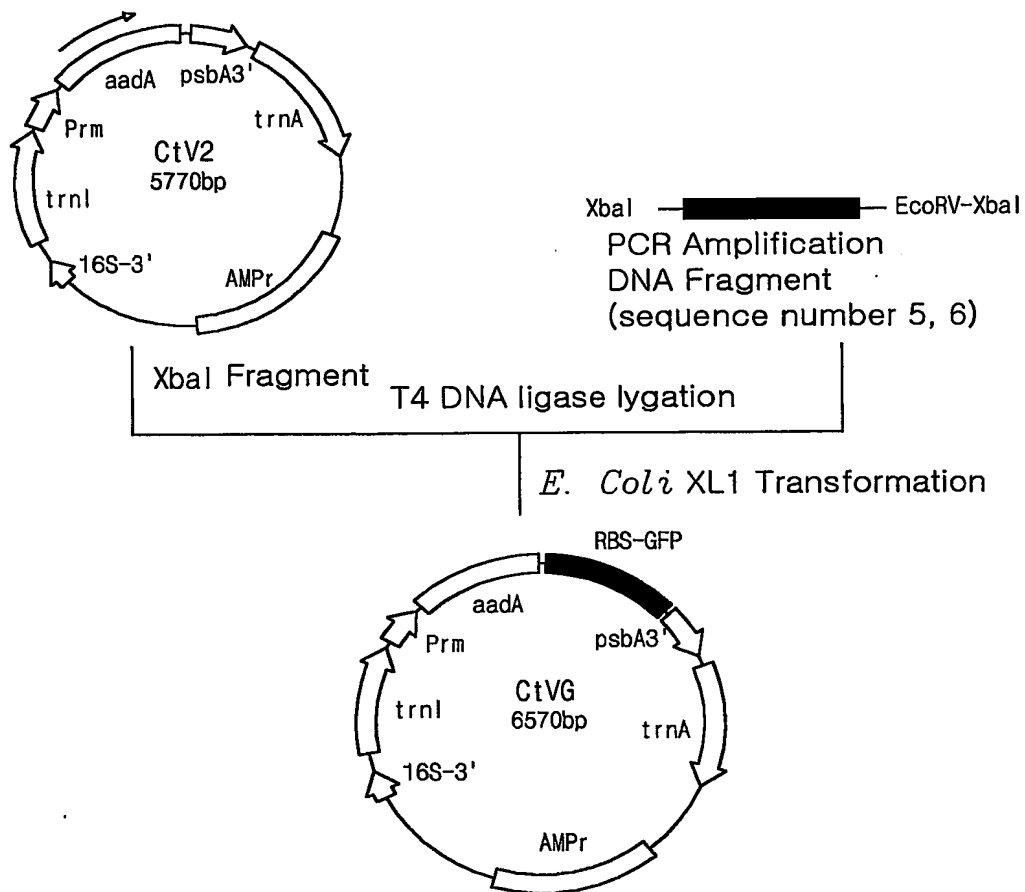 aadA
psbA3'
trnA
Prm
CtV2
5770bp
trnI
16S-3'
AMPr
XbaI
EcoRV-XbaI
PCR Amplification
DNA Fragment
(sequence number 5, 6)
XbaI Fragment
T4 DNA ligase lygation
E. Coli XL1 Transformation
RBS-GFP
aadA
psbA3'
Prm
CtVG
6570bp
trnI
trnA
16S-3'
AMPr